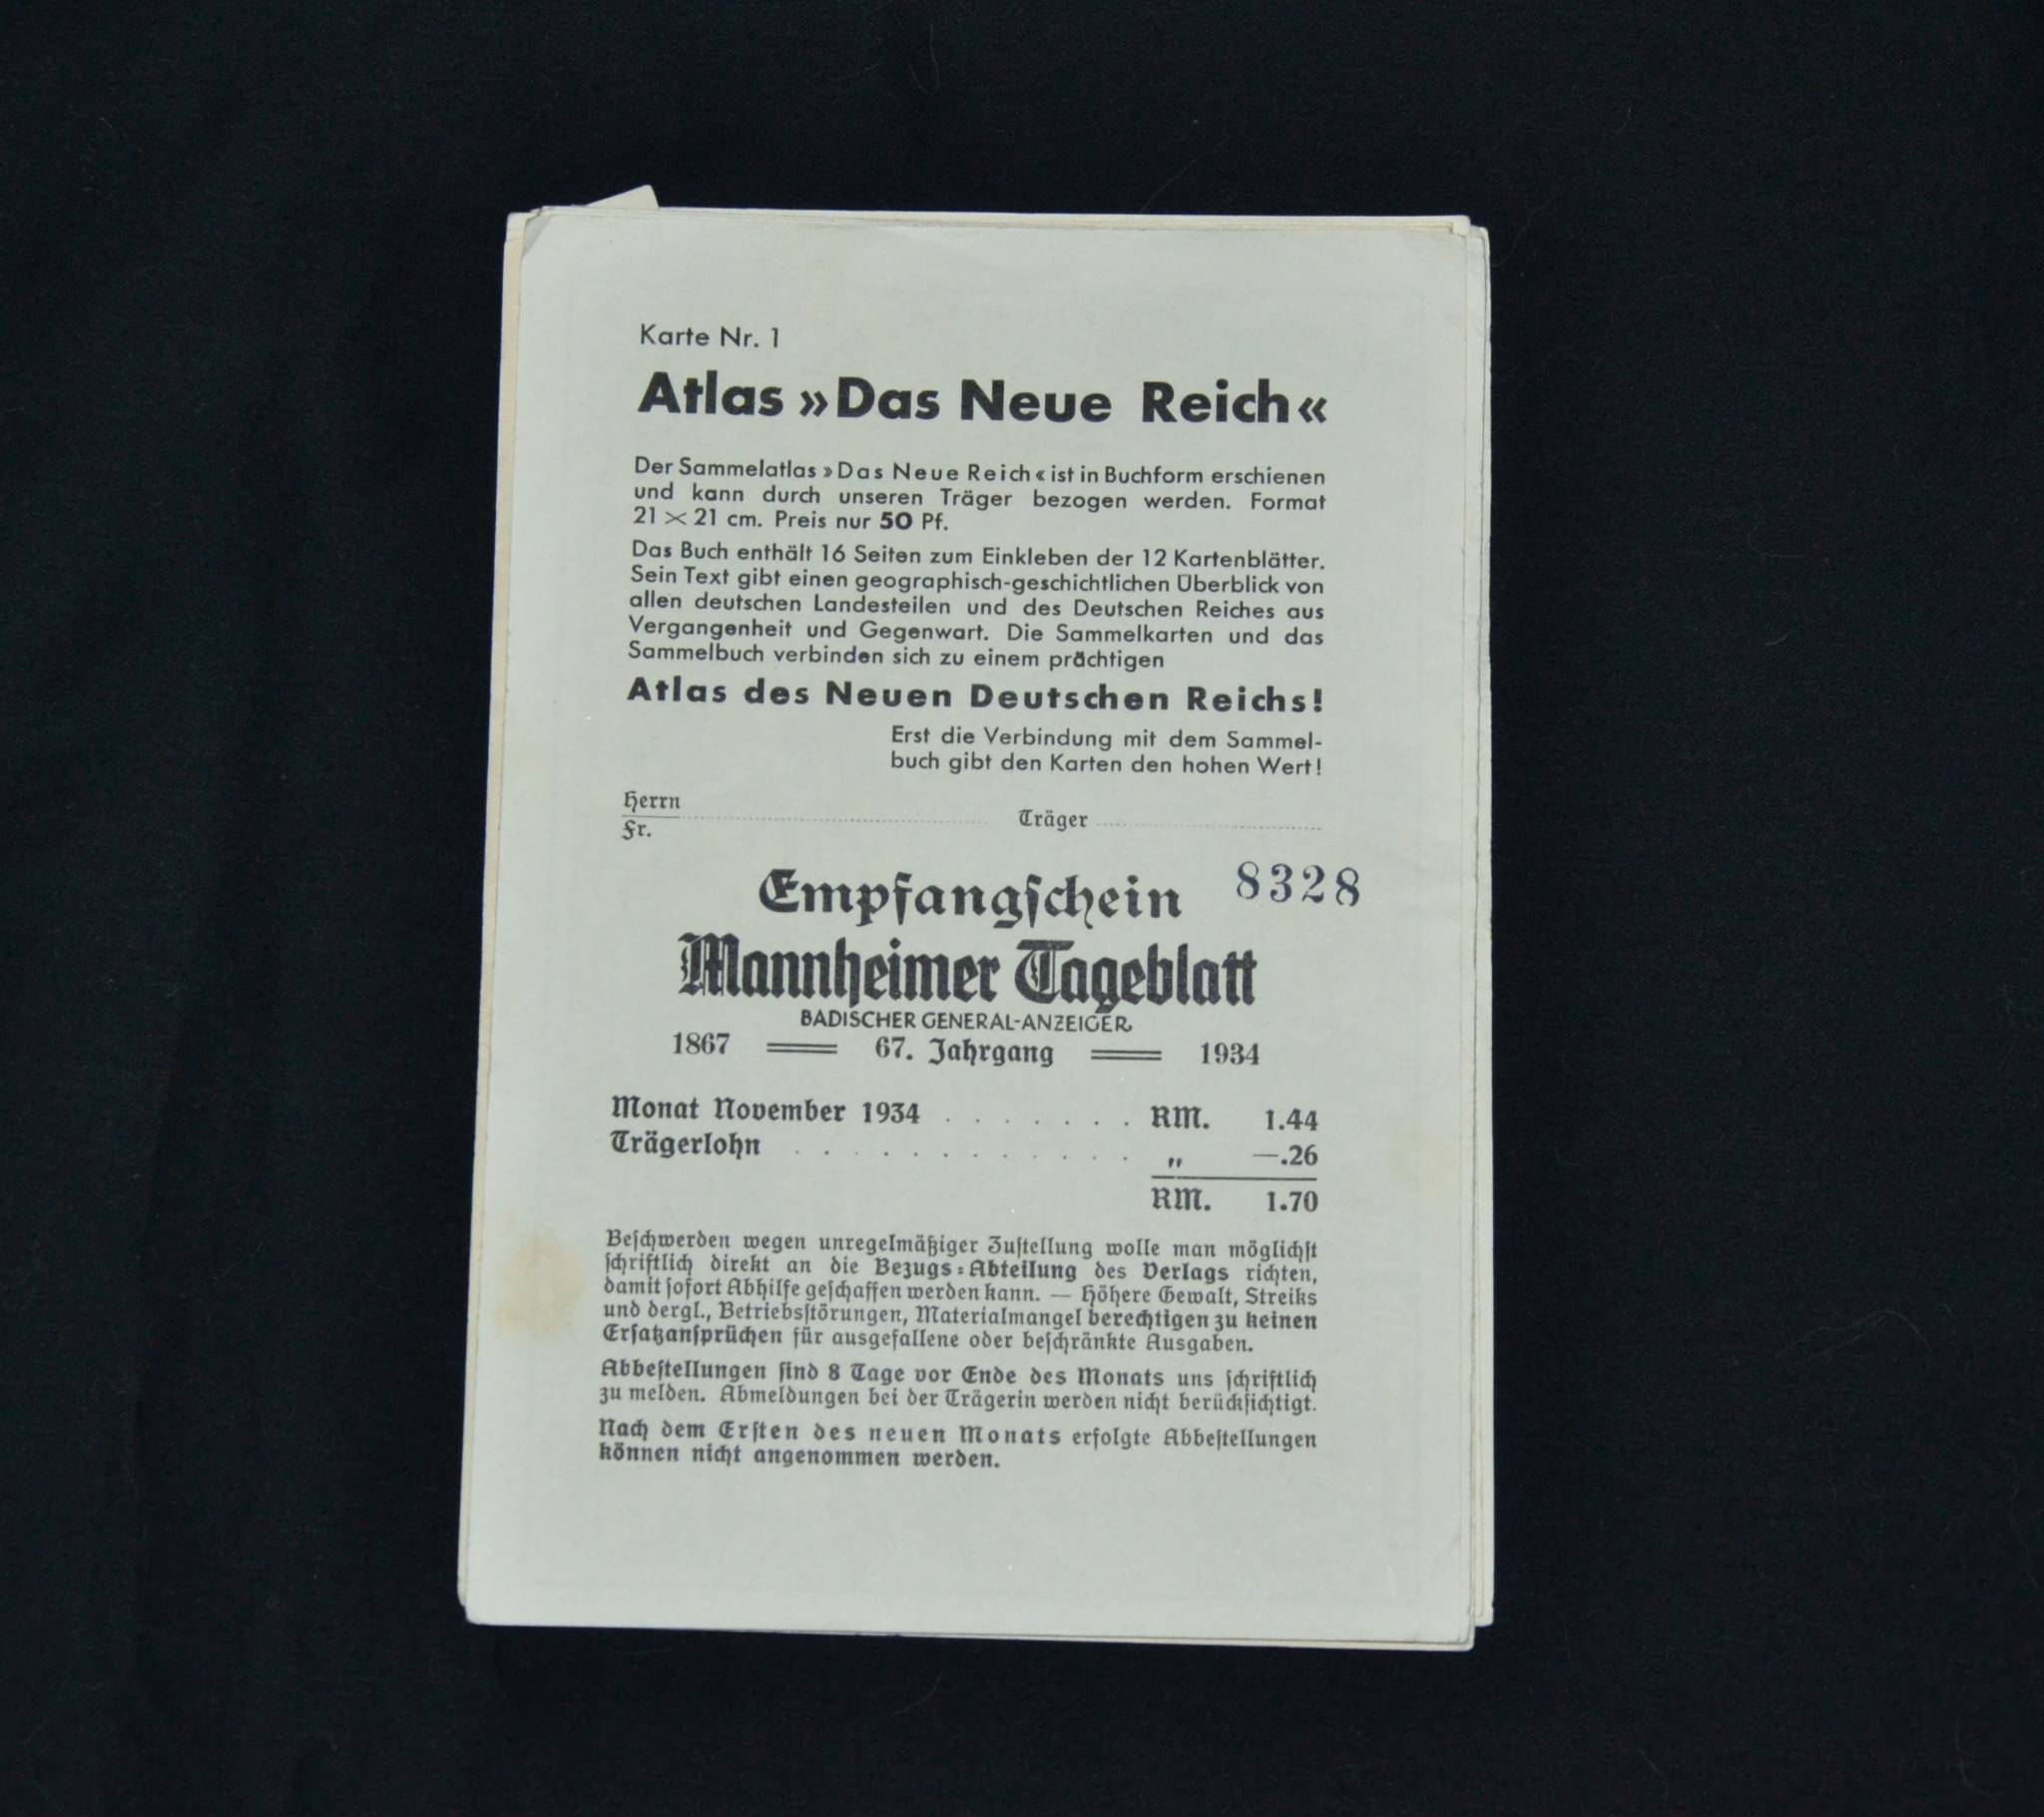 Karte Nr. 1
Atlas »Das Neue Reich«
Der Sammelatlas »Das Neue Reich« ist in Buchform erschienen
und kann durch unseren Träger bezogen werden. Format
21 × 21 cm. Preis nur 50 Pf.
Das Buch enthält 16 Seiten zum Einkleben der 12 Kartenblätter.
Sein Text gibt einen geographisch-geschichtlichen Überblick von
allen deutschen Landesteilen und des Deutschen Reiches aus
Vergangenheit und Gegenwart. Die Sammelkarten und das
Sammelbuch verbinden sich zu einem prächtigen
Atlas des Neuen Deutschen Reichs!
Erst die Verbindung mit dem Sammel-
buch gibt den Karten den hohen Wert!
Herrn
Fr.
Träger
Empfangſchein 8328
Mannheimer Tageblatt
BADISCHER GENERAL-ANZEIGER
1867 67. Jahrgang 1934
Monat November 1934 . . . . . . . RM. 1.44
Trägerlohn . . . . . . . . . . . . „ —.26
RM. 1.70
Beſchwerden wegen unregelmäßiger Zuſtellung wolle man möglichſt
ſchriftlich direkt an die Bezugs-Abteilung des Verlags richten,
damit ſofort Abhilfe geſchaffen werden kann. — Höhere Gewalt, Streiks
und dergl., Betriebsſtörungen, Materialmangel berechtigen zu keinen
Erſatzanſprüchen für ausgefallene oder beſchränkte Ausgaben.
Abbeſtellungen ſind 8 Tage vor Ende des Monats uns ſchriftlich
zu melden. Abmeldungen bei der Trägerin werden nicht berückſichtigt.
Nach dem Erſten des neuen Monats erfolgte Abbeſtellungen
können nicht angenommen werden.